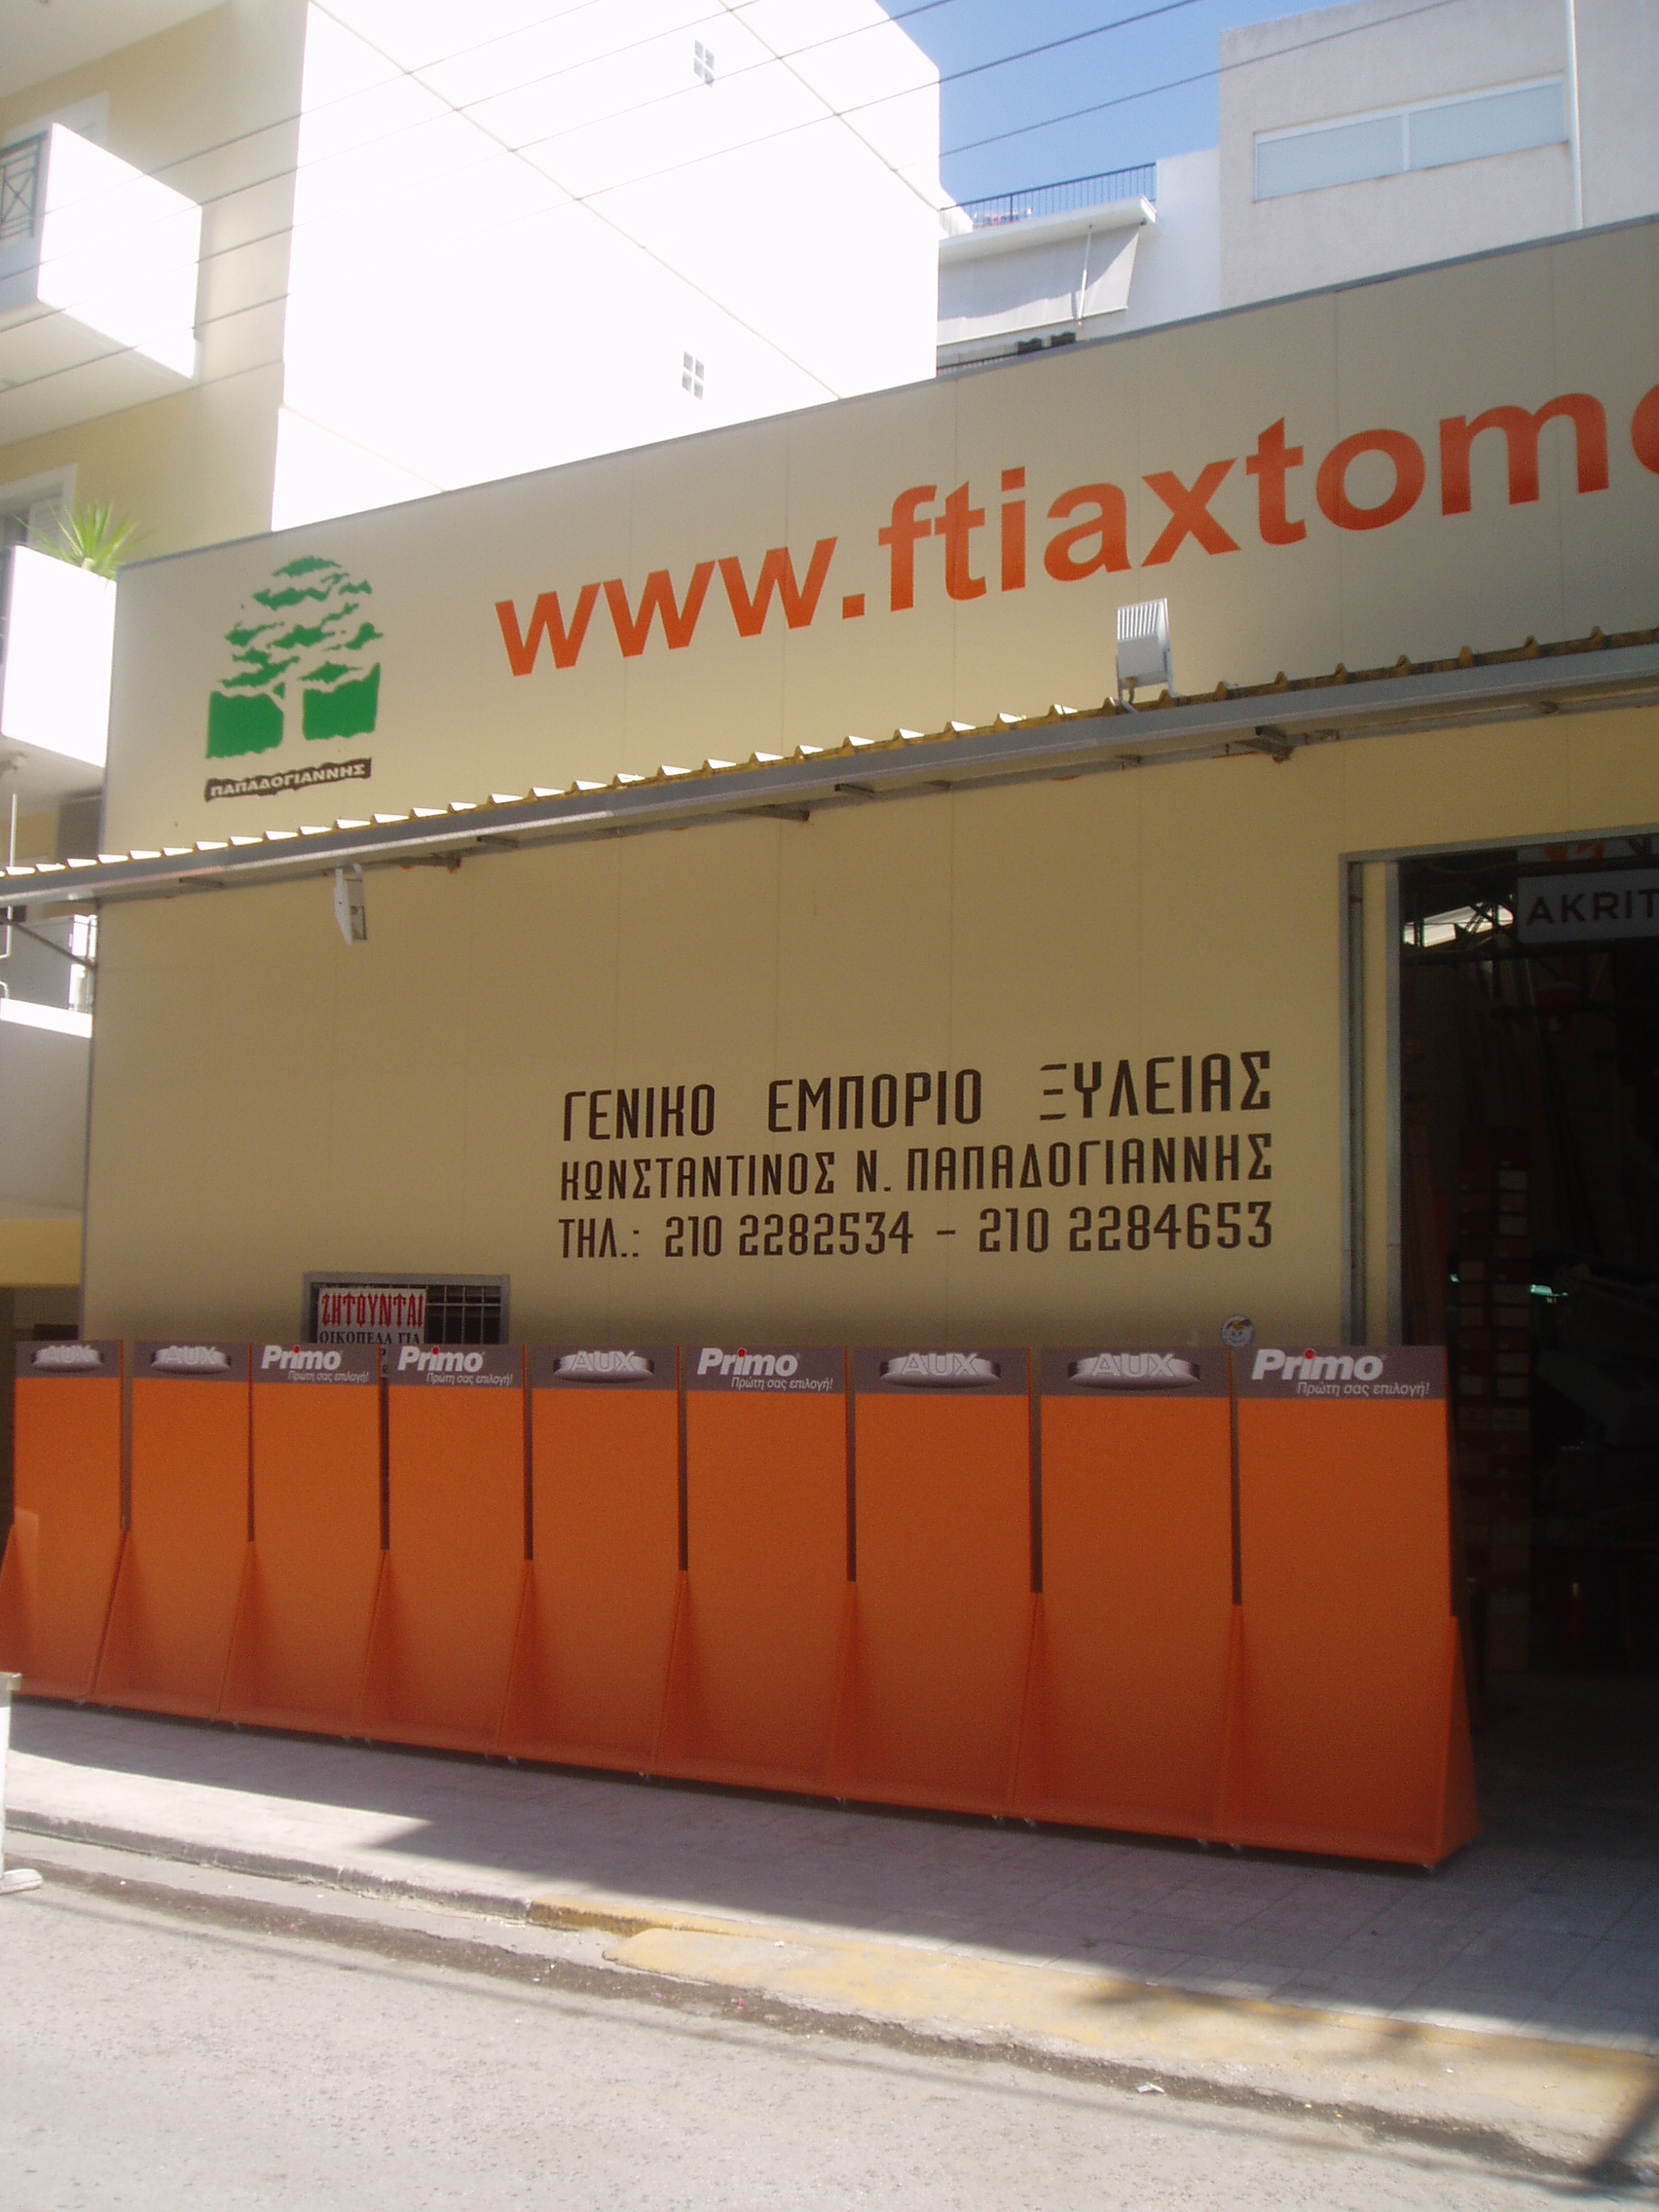 www.ftiaxtomo
ΠΑΠΑΔΟΓΙΑΝΝΗΣ
AKRIT
ΓΕΝΙΚΟ ΕΜΠΟΡΙΟ ΞΥΛΕΙΑΣ
ΚΩΝΣΤΑΝΤΙΝΟΣ Ν. ΠΑΠΑΔΟΓΙΑΝΝΗΣ
ΤΗΛ.: 210 2282534 - 210 2284653
ΖΗΤΟΥΝΤΑΙ
ΟΙΚΟΠΕΔΑ ΓΙΑ
AUX
AUX
Primo
Πρώτη σας επιλογή!
Primo
Πρώτη σας επιλογή!
AUX
Primo
Πρώτη σας επιλογή!
AUX
AUX
Primo
Πρώτη σας επιλογή!